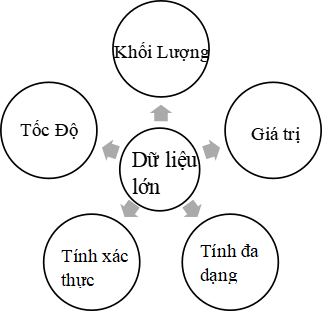 Khối Lượng
Tốc Độ
Giá trị
Dữ liệu
lớn
Tính xác
thực
Tính đa
dạng